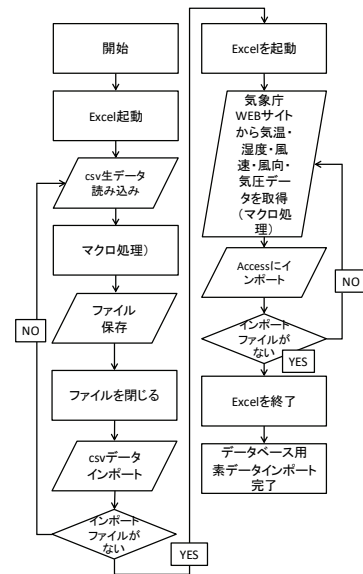 開始
Excel起動
csv生データ
読み込み
マクロ処理）
ファイル
保存
ファイルを閉じる
csvデータ
インポート
インポート
ファイルが
ない
NO
YES
Excelを起動
気象庁
WEBサイト
から気温・
湿度・風
速・風向・
気圧デー
タを取得
（マクロ処
理）
Accessにイ
ンポート
インポート
ファイルが
ない
NO
YES
Excelを終了
データベース用
素データインポート
完了